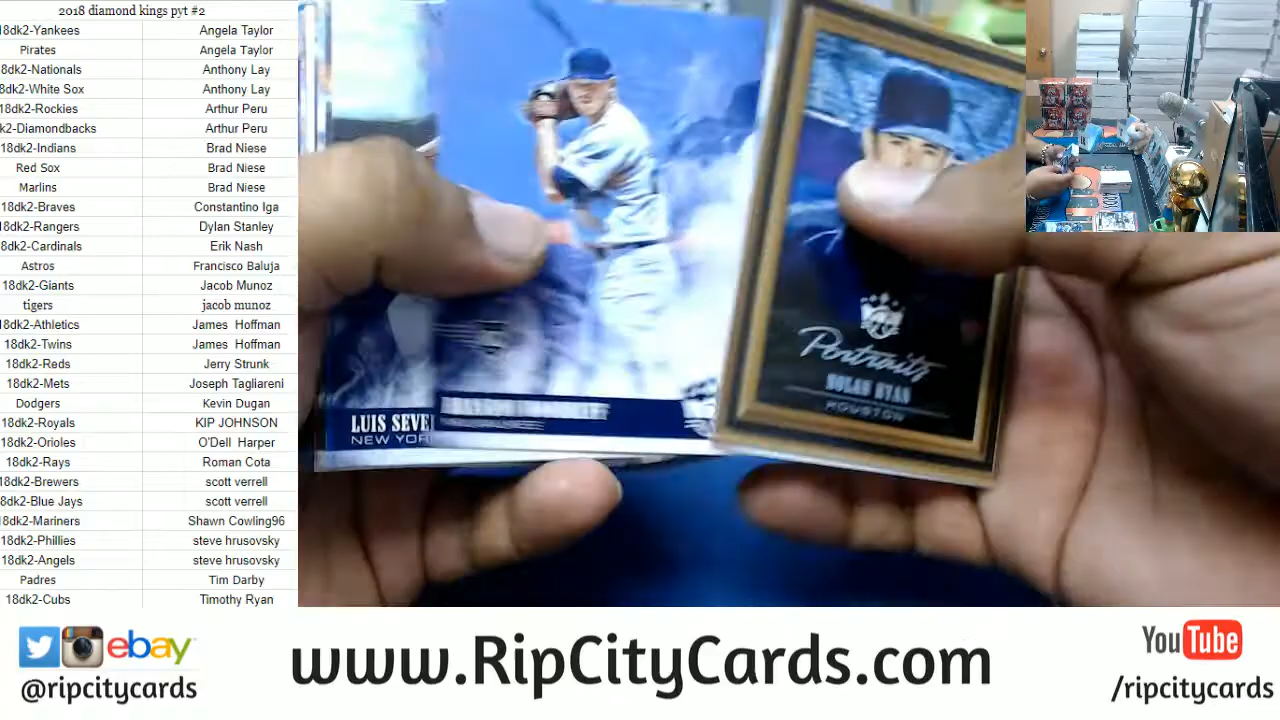 2018 diamond kings pyt #2
18dk2-Yankees Angela Taylor
Pirates Angela Taylor
18dk2-Nationals Anthony Lay
18dk2-White Sox Anthony Lay
18dk2-Rockies Arthur Peru
k2-Diamondbacks Arthur Peru
18dk2-Indians Brad Niese
Red Sox Brad Niese
Marlins Brad Niese
18dk2-Braves Constantino Iga
18dk2-Rangers Dylan Stanley
8dk2-Cardinals Erik Nash
Astros Francisco Baluja
18dk2-Giants Jacob Munoz
tigers jacob munoz
18dk2-Athletics James Hoffman
18dk2-Twins James Hoffman
18dk2-Reds Jerry Strunk
18dk2-Mets Joseph Tagliareni
Dodgers Kevin Dugan
18dk2-Royals KIP JOHNSON
18dk2-Orioles O'Dell Harper
18dk2-Rays Roman Cota
18dk2-Brewers scott verrell
8dk2-Blue Jays scott verrell
8dk2-Mariners Shawn Cowling96
18dk2-Phillies steve hrusovsky
18dk2-Angels steve hrusovsky
Padres Tim Darby
18dk2-Cubs Timothy Ryan
LUIS SEVE
NEW YOR
Portraits
NOLAN RYAN
HOUSTON
ebay
@ripcitycards
www.RipCityCards.com
YouTube
/ripcitycards